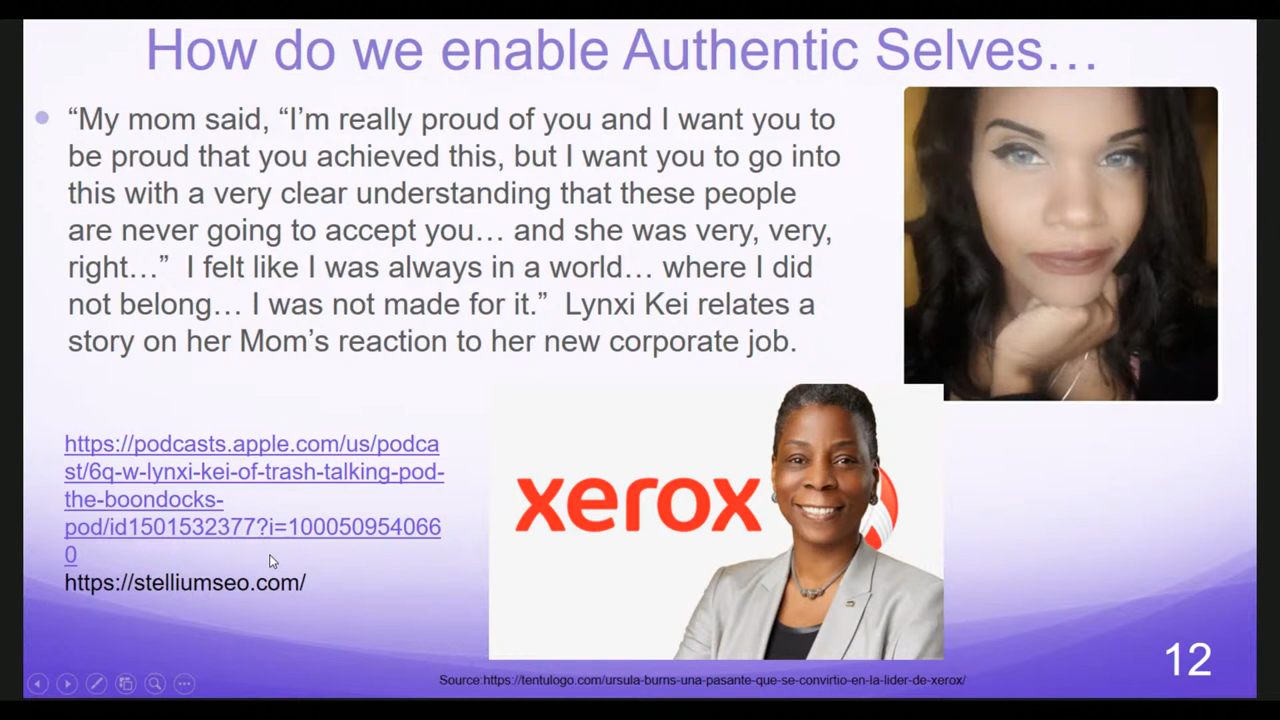 How do we enable Authentic Selves…
“My mom said, “I’m really proud of you and I want you to
be proud that you achieved this, but I want you to go into
this with a very clear understanding that these people
are never going to accept you… and she was very, very,
right…”  I felt like I was always in a world… where I did
not belong… I was not made for it.”  Lynxi Kei relates a
story on her Mom’s reaction to her new corporate job.
https://podcasts.apple.com/us/podca
st/6q-w-lynxi-kei-of-trash-talking-pod-
the-boondocks-
pod/id1501532377?i=100050954066
0
https://stelliumseo.com/
xerox
12
Source:https://tentulogo.com/ursula-burns-una-pasante-que-se-convirtio-en-la-lider-de-xerox/